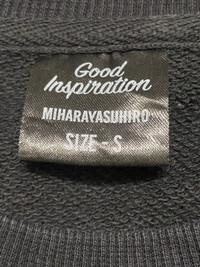 Good
Inspiration
MIHARAYASUHIRO
SIZE - S